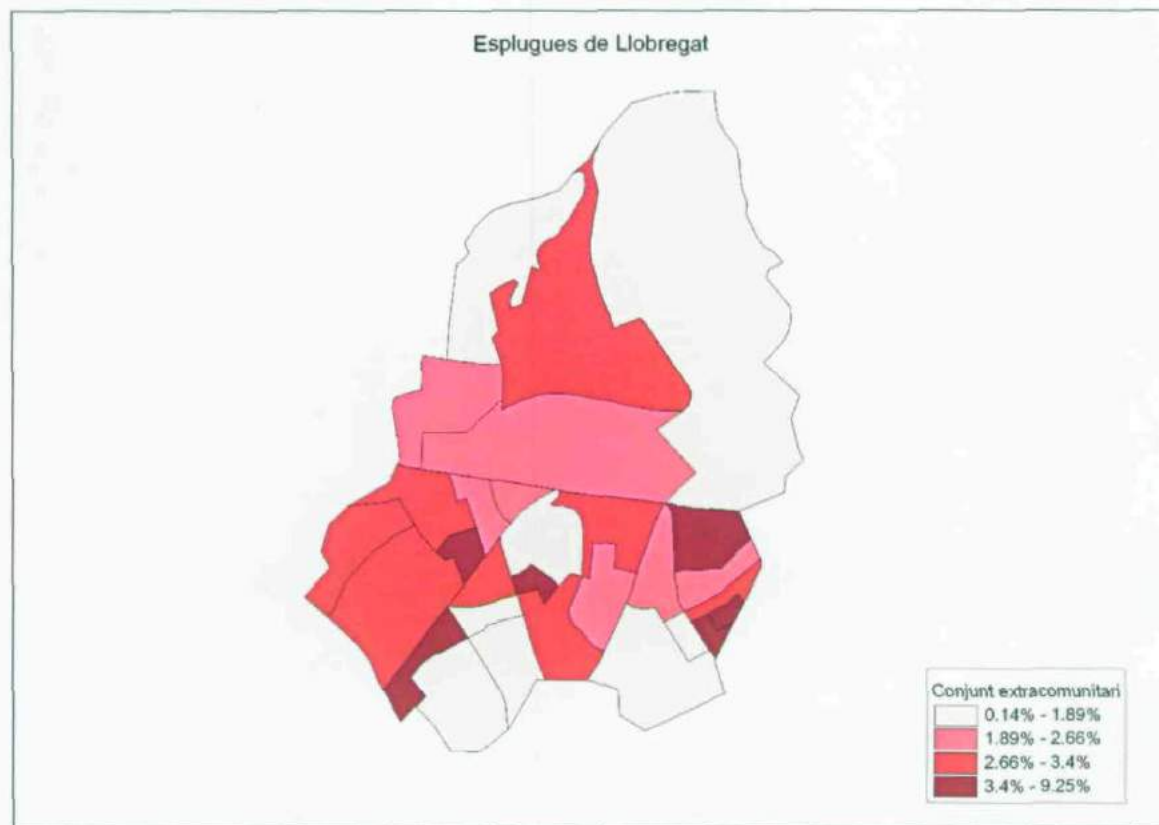 Esplugues de Llobregat
Conjunt extracomunitari
0.14% - 1.89%
1.89% - 2.66%
2.66% - 3.4%
3.4% - 9.25%